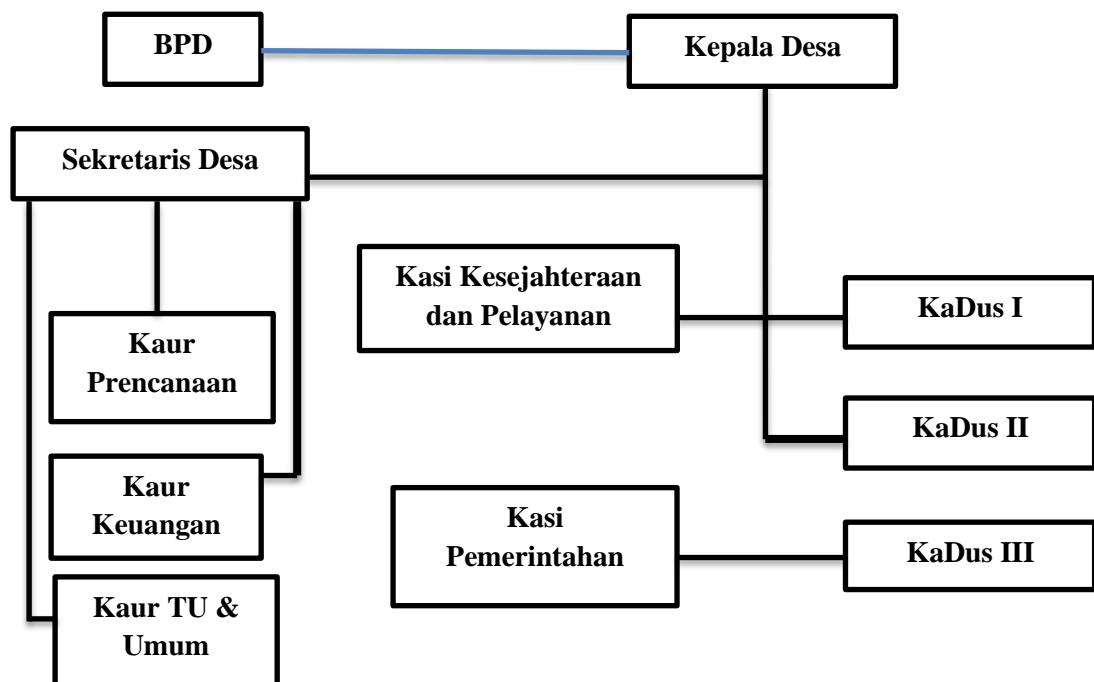 BPD
Kepala Desa
Sekretaris Desa
Kasi Kesejahteraan
dan Pelayanan
KaDus I
Kaur
Prencanaan
KaDus II
Kaur
Keuangan
Kasi
Pemerintahan
KaDus III
Kaur TU &
Umum